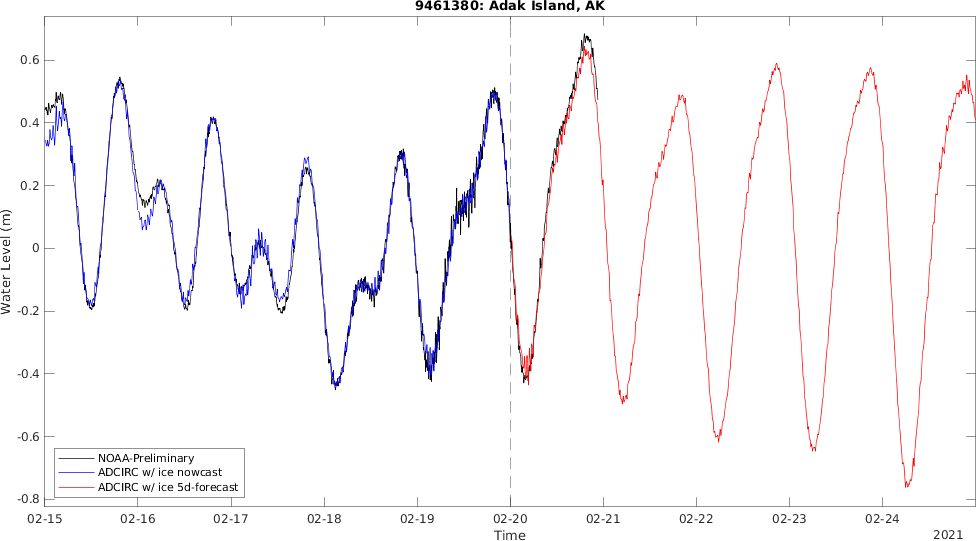 9461380: Adak Island, AK
Water Level (m)
0.6
0.4
0.2
0
-0.2
-0.4
-0.6
-0.8
NOAA-Preliminary
ADCIRC w/ ice nowcast
ADCIRC w/ ice 5d-forecast
02-15 02-16 02-17 02-18 02-19 02-20 02-21 02-22 02-23 02-24
Time
2021